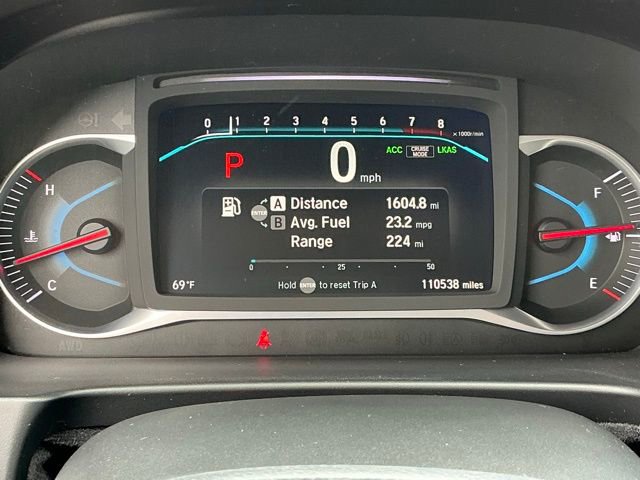 0 1 2 3 4 5 6 7 8
×1000r/min
P 0 mph
ACC CRUISE MODE LKAS
H
C
F
E
ENTER
A Distance 1604.8 mi
B Avg. Fuel 23.2 mpg
Range 224 mi
0 25 50
69°F
Hold ENTER to reset Trip A
110538 miles
AWD